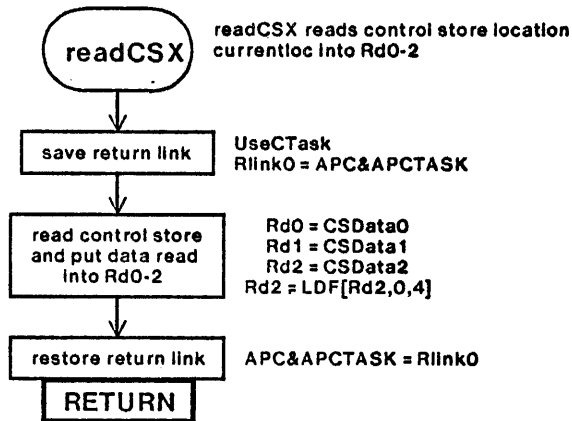 readCSX
readCSX reads control store location
currentloc into Rd0-2
save return link
UseCTask
Rlink0 = APC&APCTASK
read control store
and put data read
into Rd0-2
Rd0 = CSData0
Rd1 = CSData1
Rd2 = CSData2
Rd2 = LDF[Rd2,0,4]
restore return link
APC&APCTASK = Rlink0
RETURN